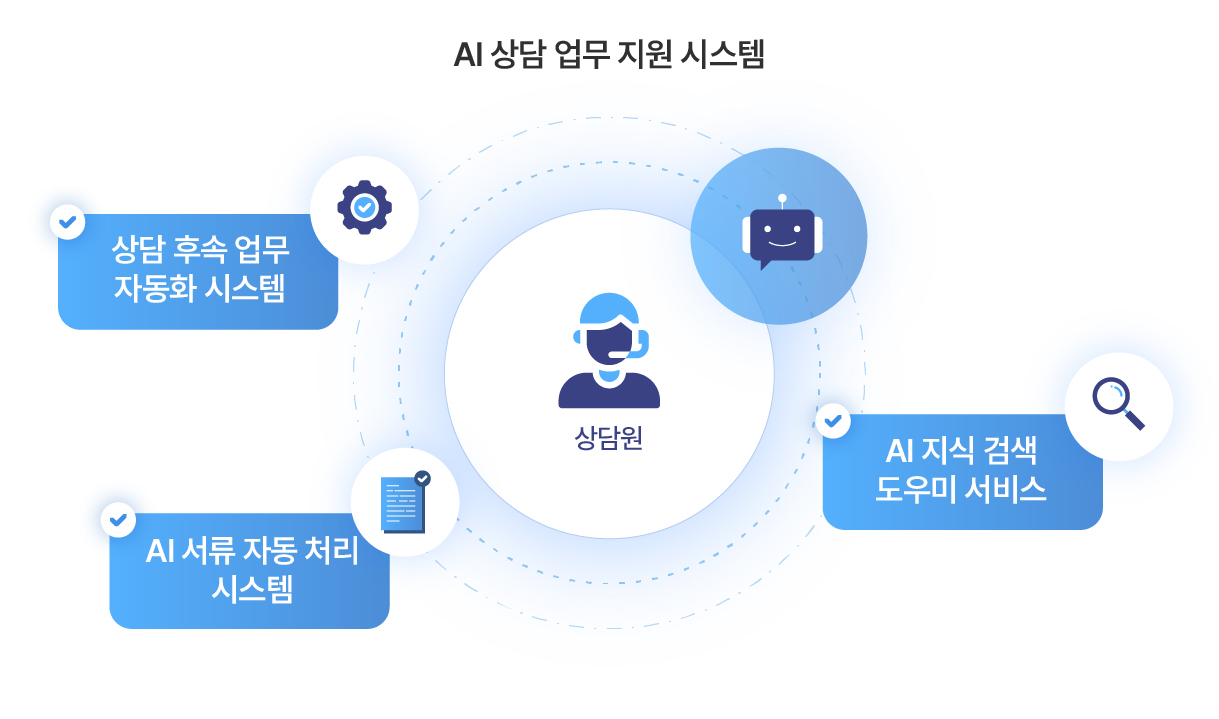 AI 상담 업무 지원 시스템
상담 후속 업무
자동화 시스템
상담원
AI 지식 검색
도우미 서비스
AI 서류 자동 처리
시스템